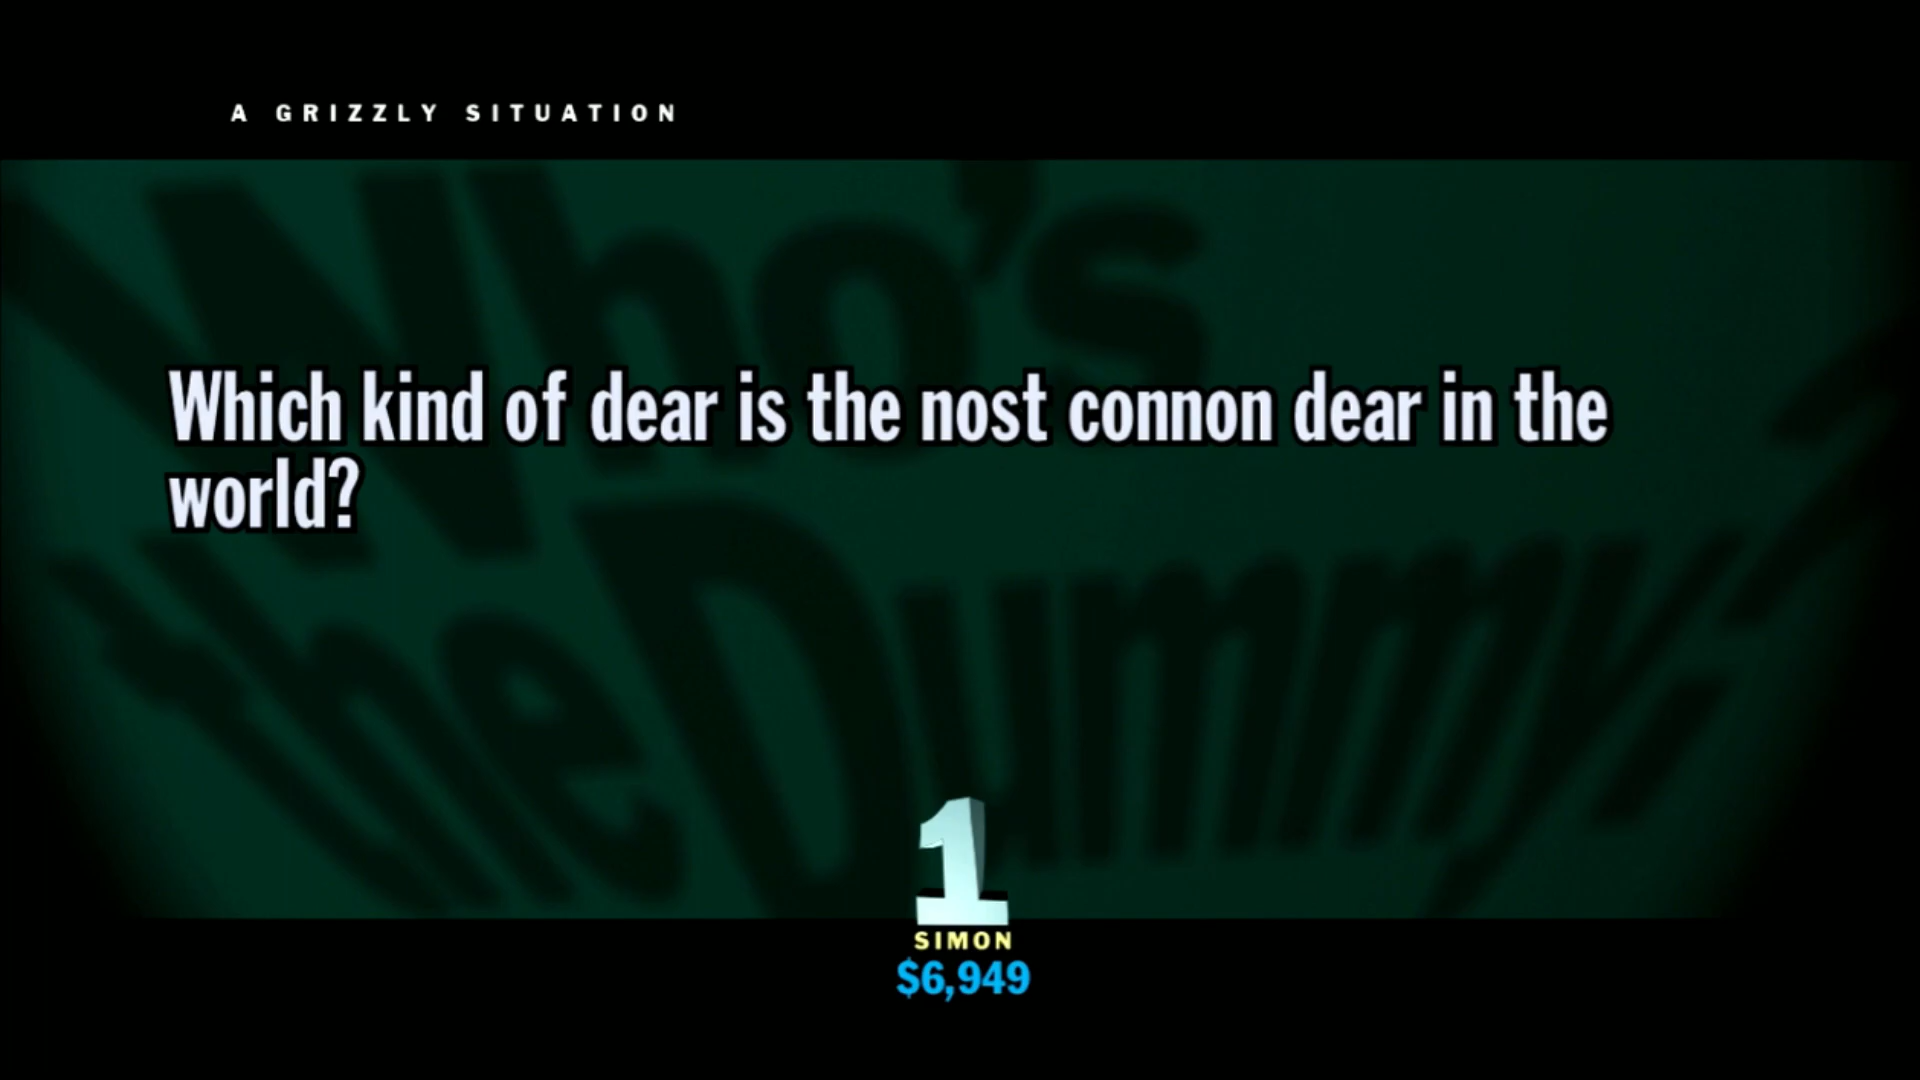 A GRIZZLY SITUATION
Who's
the Dummy?
Which kind of dear is the nost connon dear in the
world?
1
SIMON
$6,949